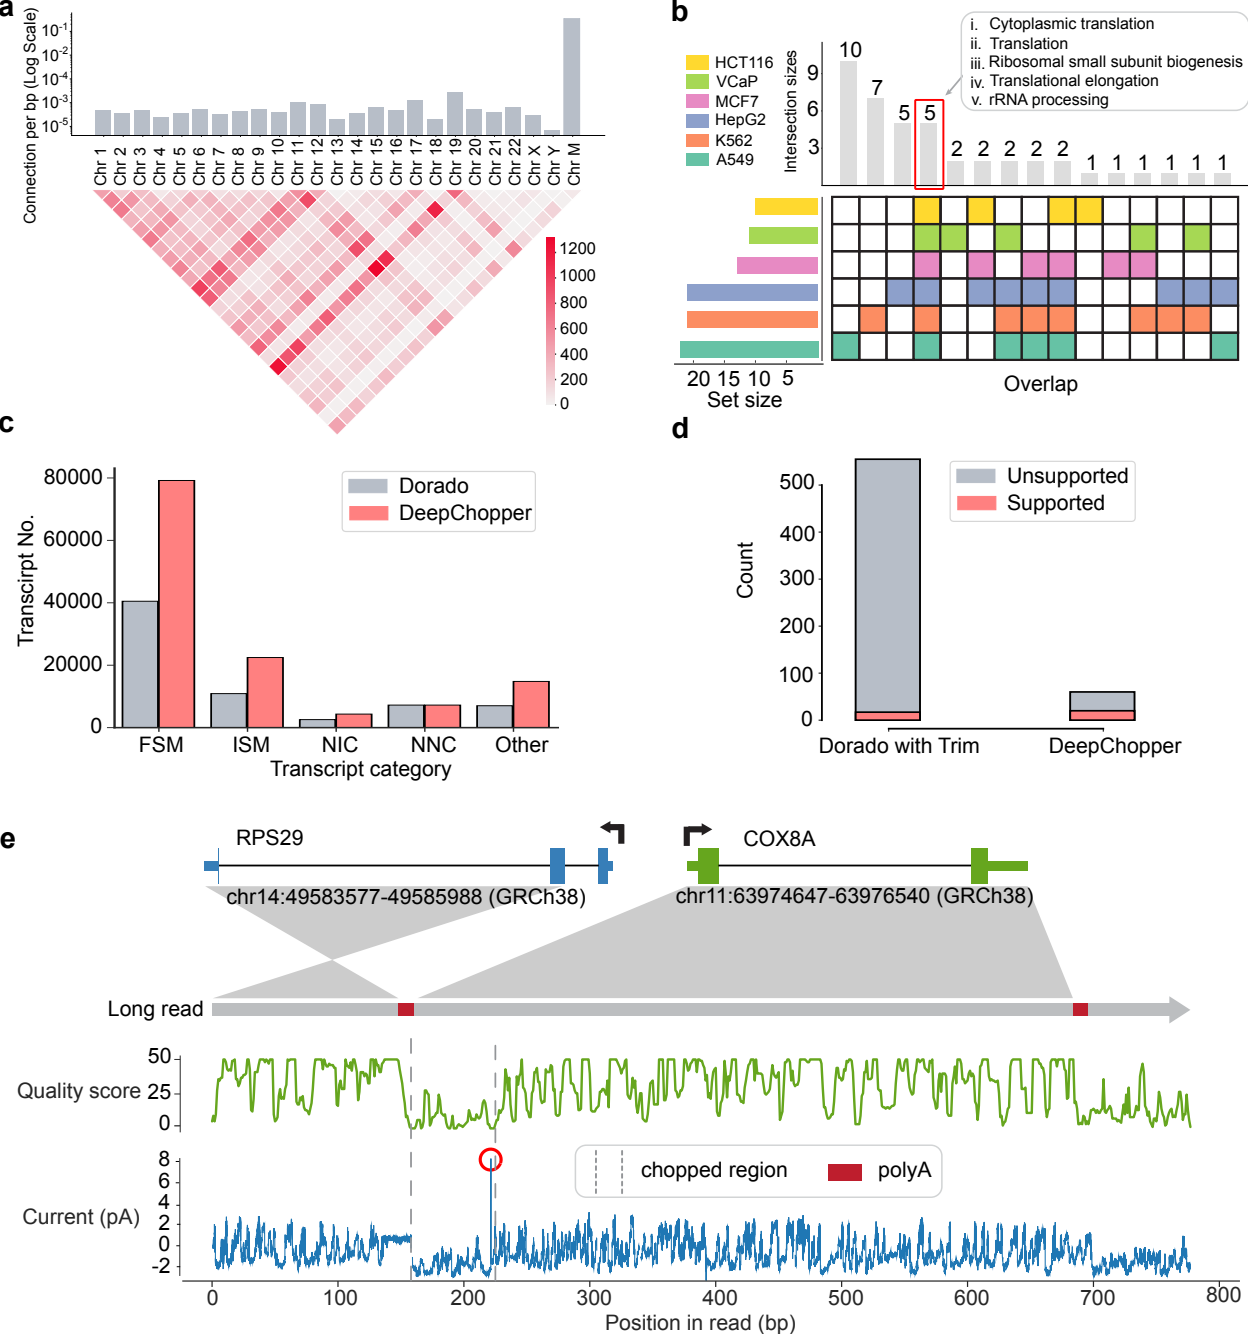 a
Connection per bp (Log Scale)
10-1
10-2
10-4
10-3
10-5
Chr 1
Chr 2
Chr 3
Chr 4
Chr 5
Chr 6
Chr 7
Chr 8
Chr 9
Chr 10
Chr 11
Chr 12
Chr 13
Chr 14
Chr 15
Chr 16
Chr 17
Chr 18
Chr 19
Chr 20
Chr 21
Chr 22
Chr X
Chr Y
Chr M
1200
1000
800
600
400
200
0
b
HCT116
VCaP
MCF7
HepG2
K562
A549
Intersection sizes
9
6
3
10
7
5
5
2
2
2
2
2
1
1
1
1
1
1
i. Cytoplasmic translation
ii. Translation
iii. Ribosomal small subunit biogenesis
iv. Translational elongation
v. rRNA processing
20 15 10 5
Set size
Overlap
c
Transcirpt No.
80000
60000
40000
20000
0
Dorado
DeepChopper
FSM ISM NIC NNC Other
Transcript category
d
Count
500
400
300
200
100
0
Unsupported
Supported
Dorado with Trim DeepChopper
e
RPS29
COX8A
chr14:49583577-49585988 (GRCh38)
chr11:63974647-63976540 (GRCh38)
Long read
Quality score
50
25
0
chopped region polyA
Current (pA)
8
6
4
2
0
-2
0 100 200 300 400 500 600 700 800
Position in read (bp)